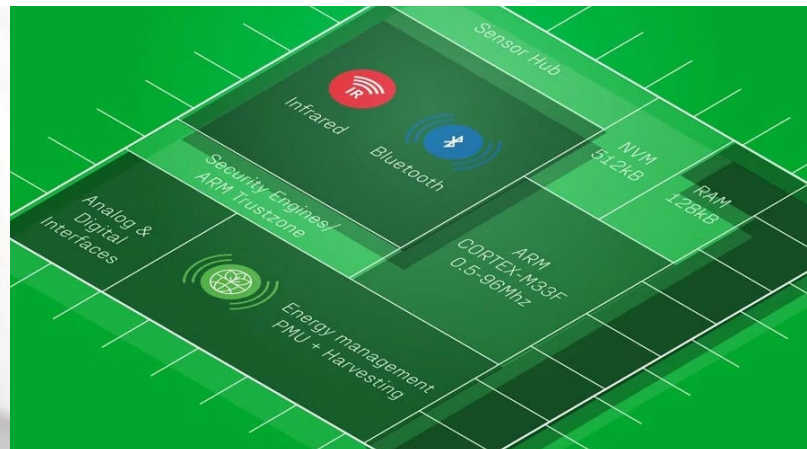 Sensor Hub
IR
Infrared
Bluetooth
NVM
512kB
RAM
128kB
Security Engines/
ARM Trustzone
ARM
CORTEX-M33F
0.5-96Mhz
Analog &
Digital
Interfaces
Energy management
PMU + Harvesting